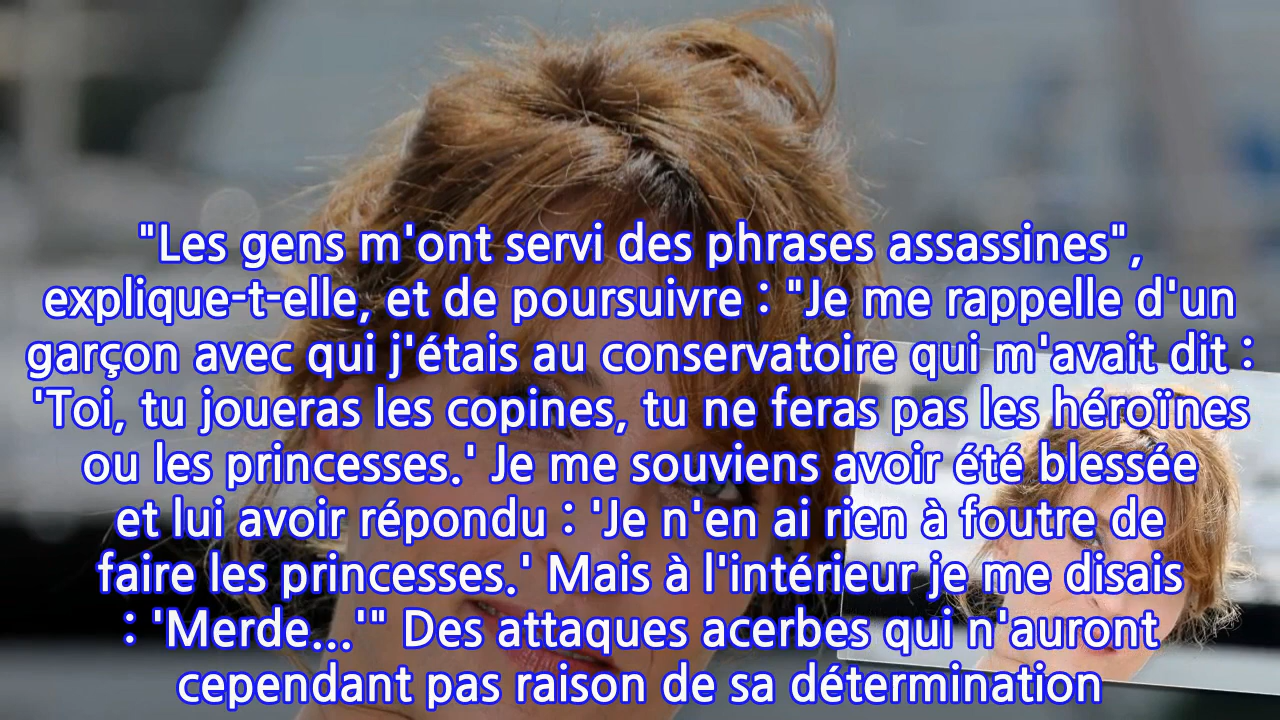 "Les gens m'ont servi des phrases assassines",
explique-t-elle, et de poursuivre : "Je me rappelle d'un
garçon avec qui j'étais au conservatoire qui m'avait dit :
'Toi, tu joueras les copines, tu ne feras pas les héroïnes
ou les princesses.' Je me souviens avoir été blessée
et lui avoir répondu : 'Je n'en ai rien à foutre de
faire les princesses.' Mais à l'intérieur je me disais
: 'Merde...'" Des attaques acerbes qui n'auront
cependant pas raison de sa détermination